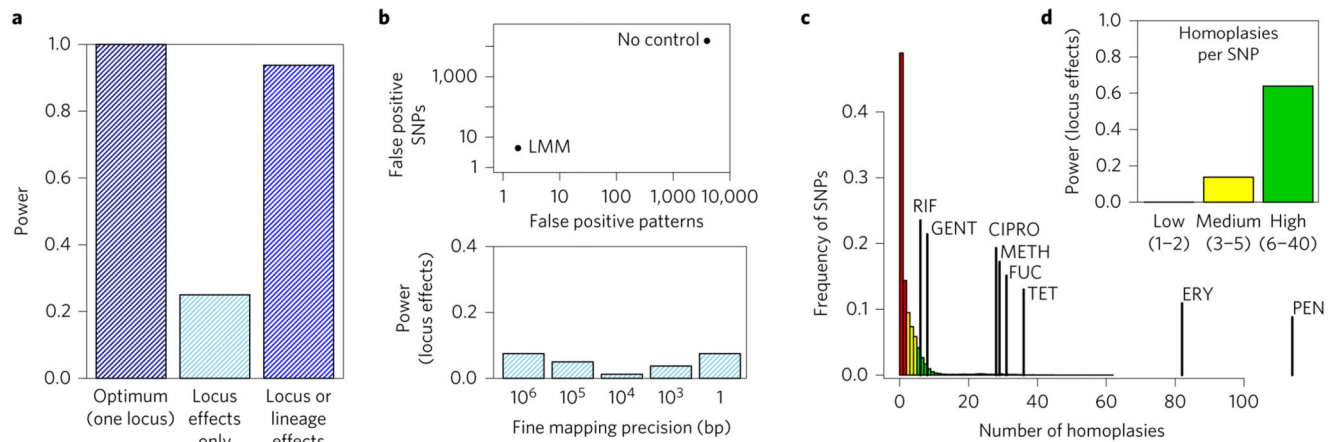 a
1.0
0.8
0.6
0.4
0.2
0.0
Power
Optimum
(one locus)
Locus
effects
only
Locus or
lineage
effects
b
No control
1,000
10
1
LMM
False positive
SNPs
1 10 100 1,000 10,000
False positive patterns
0.4
0.2
0.0
Power
(locus effects)
10⁶ 10⁵ 10⁴ 10³ 1
Fine mapping precision (bp)
c
0.4
0.3
0.2
0.1
0.0
Frequency of SNPs
RIF
GENT
CIPRO
METH
FUC
TET
ERY
PEN
0 20 40 60 80 100
Number of homoplasies
d
Homoplasies
per SNP
1.0
0.8
0.6
0.4
0.2
0.0
Power (locus effects)
Low Medium High
(1–2) (3–5) (6–40)